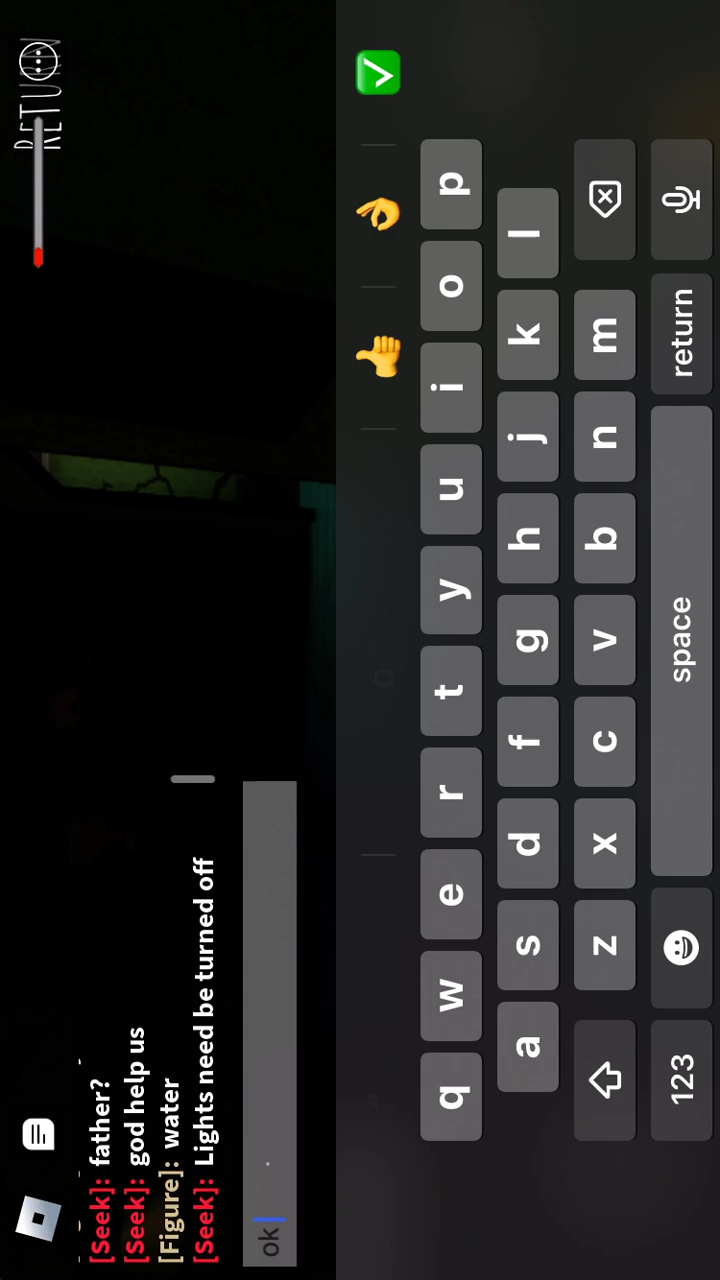 RETURN
[Seek]: father?
[Seek]: god help us
[Figure]: water
[Seek]: Lights need be turned off
ok
q w e r t y u i o p
a s d f g h j k l
z x c v b n m
123 space return